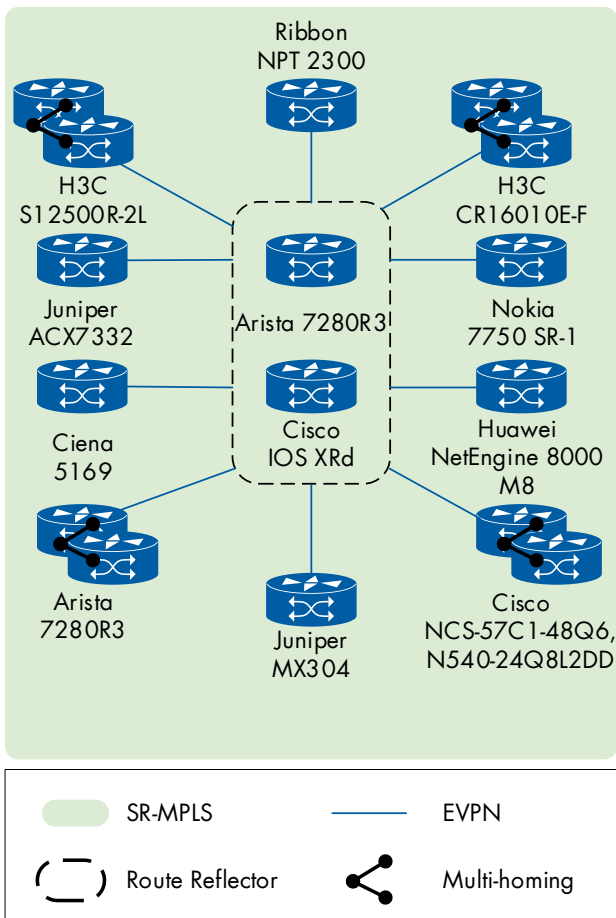 Ribbon
NPT 2300
H3C
S12500R-2L
H3C
CR16010E-F
Juniper
ACX7332
Arista 7280R3
Nokia
7750 SR-1
Ciena
5169
Cisco
IOS XRd
Huawei
NetEngine 8000
M8
Arista
7280R3
Juniper
MX304
Cisco
NCS-57C1-48Q6,
N540-24Q8L2DD
SR-MPLS
EVPN
Route Reflector
Multi-homing